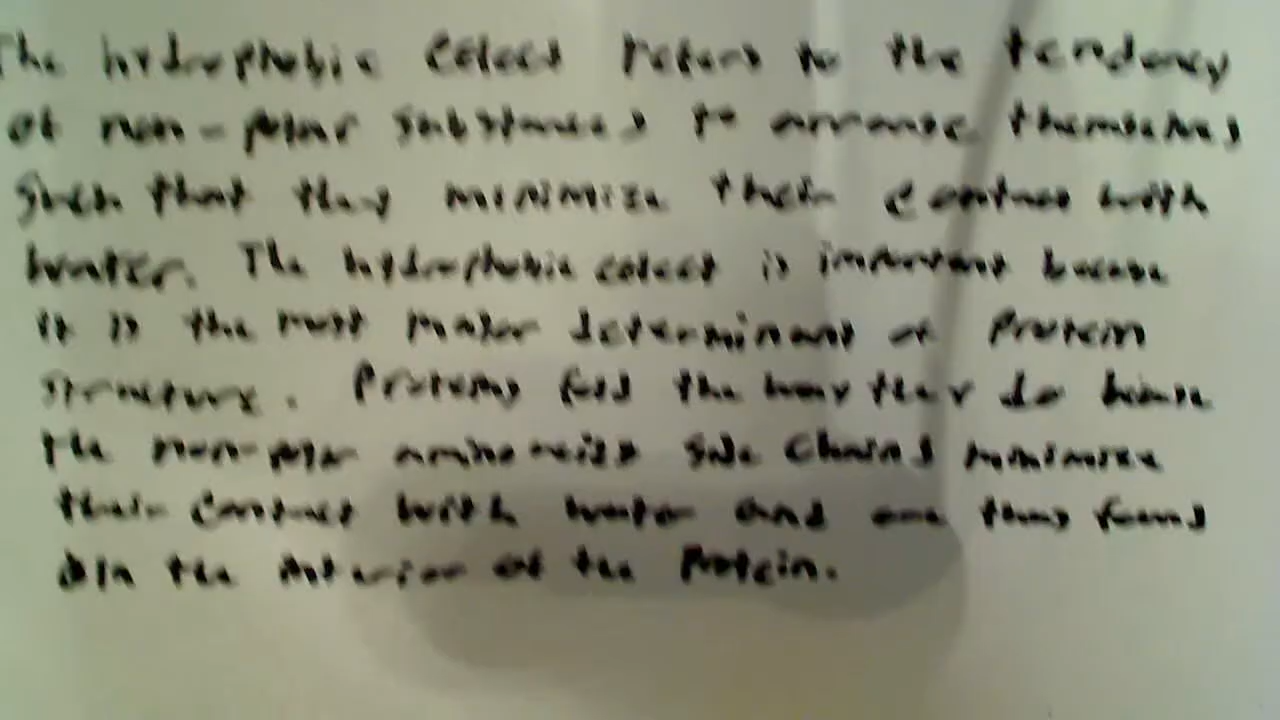 The hydrophobic effect refers to the tendency
of non-polar substances to arrange themselves
such that they minimize their contact with
water. The hydrophobic effect is important because
it is the most major determinant of protein
structure. Proteins fold the way they do
the non-polar amino acid side chains minimize
their contact with water and are thus found
in the interior of the protein.